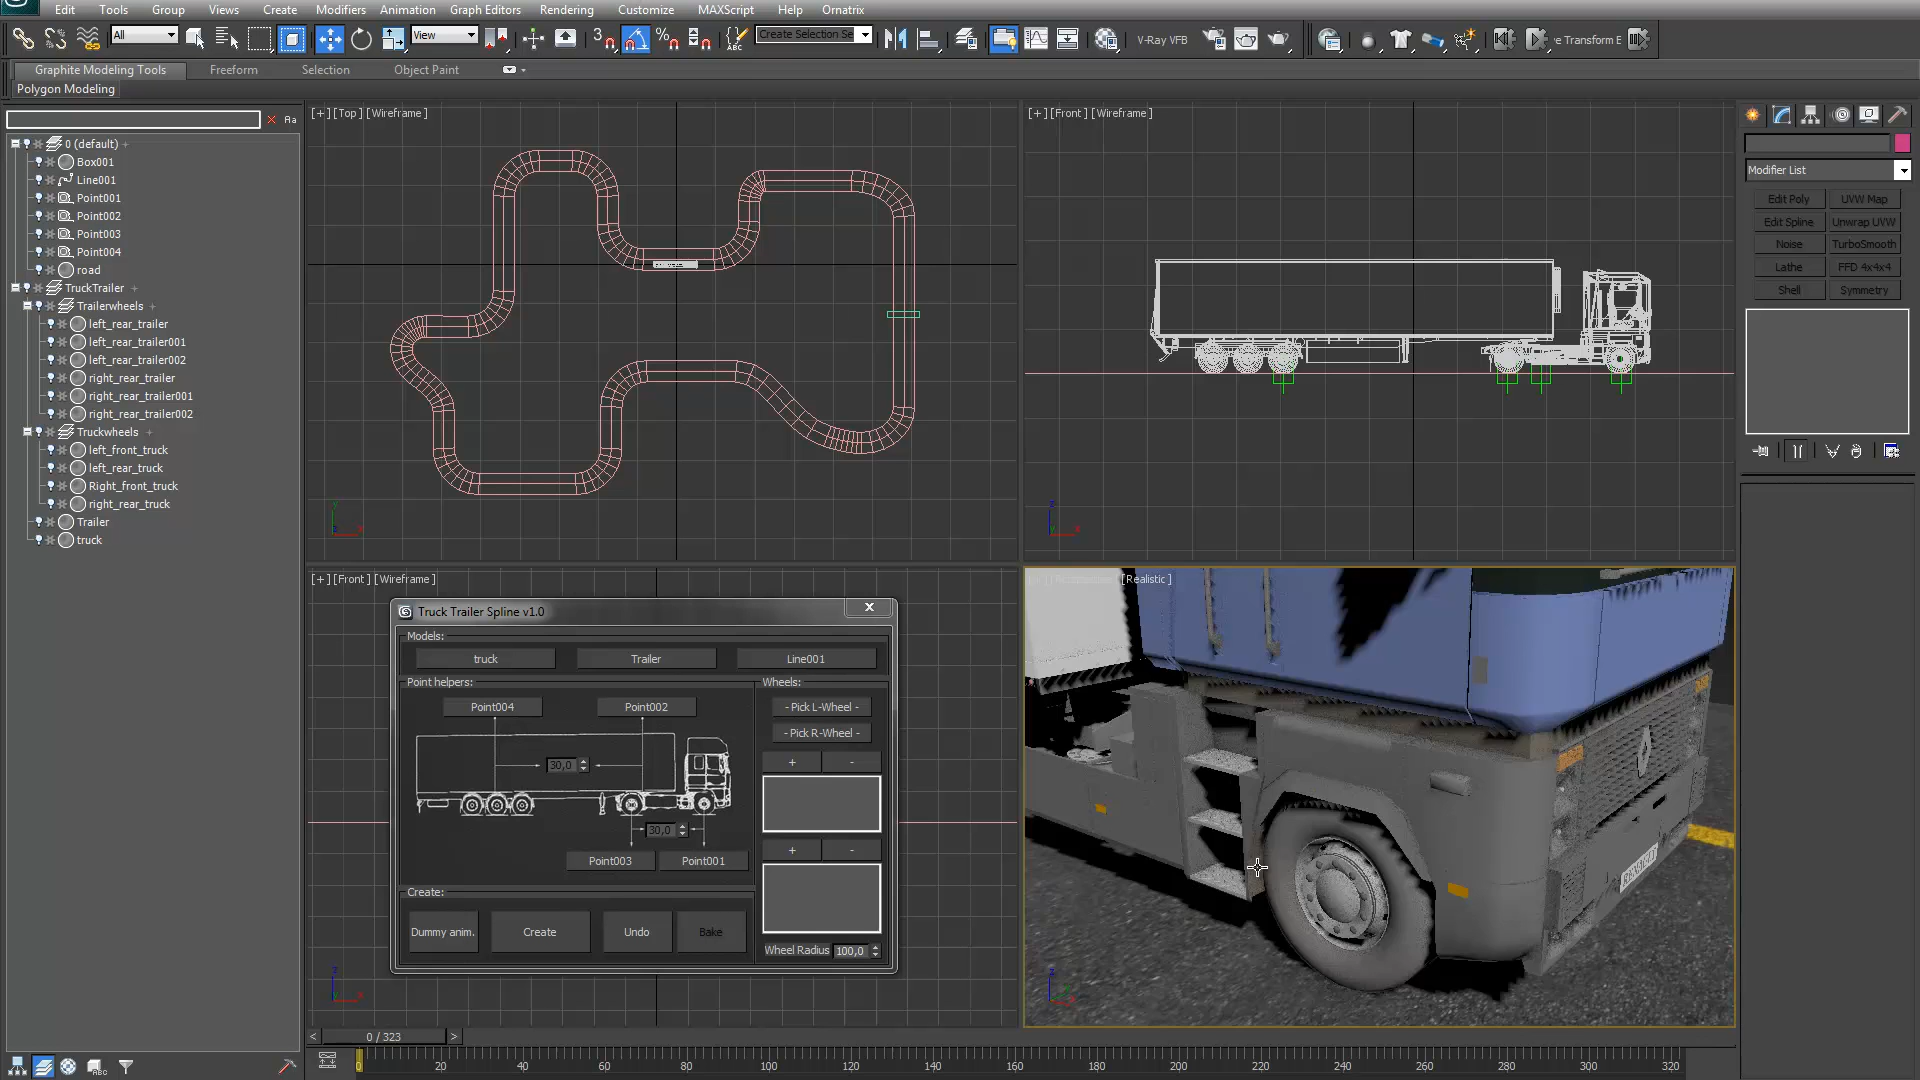 Edit Tools Group Views Create Modifiers Animation Graph Editors Rendering Customize MAXScript Help Ornatrix
All View 3 % ABC Create Selection Se V-Ray VFB e Transform E
Graphite Modeling Tools Freeform Selection Object Paint
Polygon Modeling
Aa
0 (default) +
Box001
Line001
Point001
Point002
Point003
Point004
road
TruckTrailer +
Trailerwheels +
left_rear_trailer
left_rear_trailer001
left_rear_trailer002
right_rear_trailer
right_rear_trailer001
right_rear_trailer002
Truckwheels +
left_front_truck
left_rear_truck
Right_front_truck
right_rear_truck
Trailer
truck
[+] [Top] [Wireframe]
[+] [Front] [Wireframe]
[+] [Front] [Wireframe]
[Realistic]
Modifier List
Edit Poly UVW Map
Edit Spline Unwrap UVW
Noise TurboSmooth
Lathe FFD 4x4x4
Shell Symmetry
Truck Trailer Spline v1.0 x
Models:
truck Trailer Line001
Point helpers:
Point004 Point002
30,0
30,0
Point003 Point001
Wheels:
- Pick L-Wheel -
- Pick R-Wheel -
+ -
+ -
Wheel Radius 100,0
Create:
Dummy anim. Create Undo Bake
RENAULT
< 0 / 323 >
0 20 40 60 80 100 120 140 160 180 200 220 240 260 280 300 320